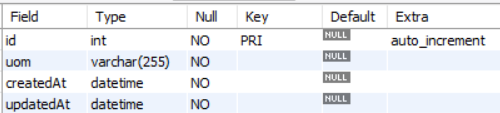 Field Type Null Key Default Extra
id int NO PRI NULL auto_increment
uom varchar(255) NO NULL
createdAt datetime NO NULL
updatedAt datetime NO NULL